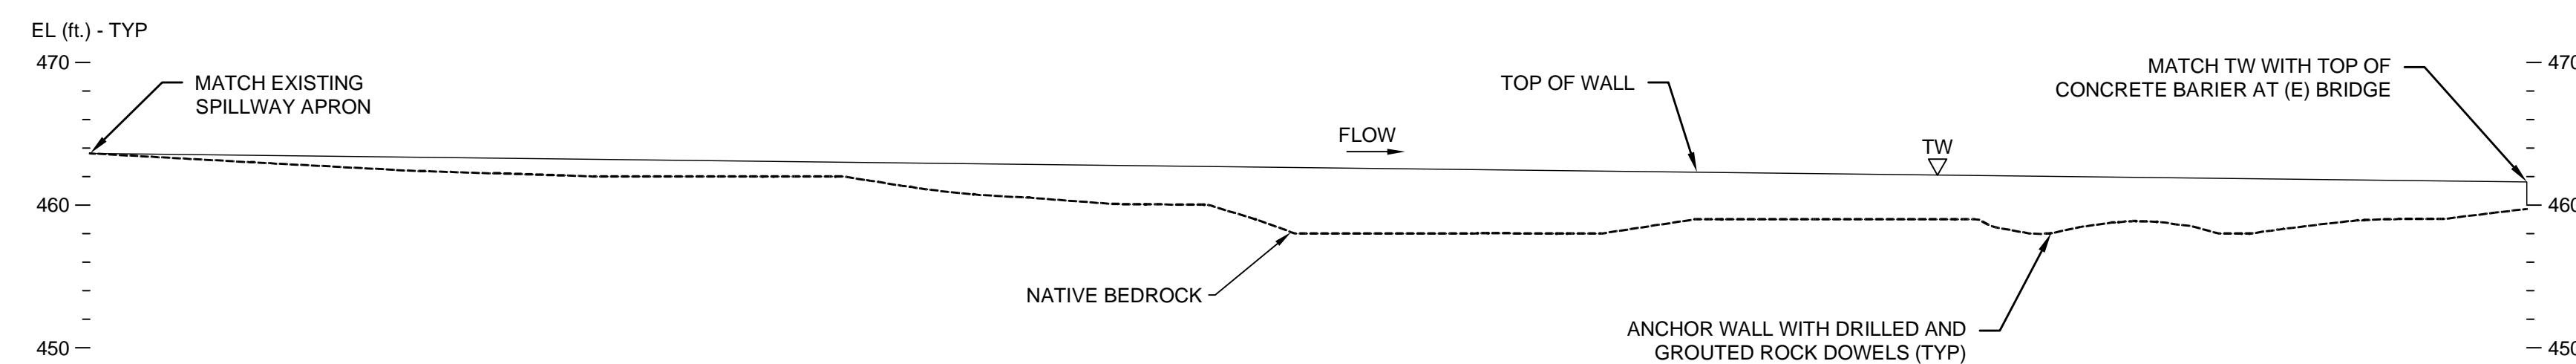 EL (ft.) - TYP
470
MATCH EXISTING
SPILLWAY APRON
FLOW
TOP OF WALL
TW
MATCH TW WITH TOP OF
CONCRETE BARIER AT (E) BRIDGE
470
460
460
NATIVE BEDROCK
ANCHOR WALL WITH DRILLED AND
GROUTED ROCK DOWELS (TYP)
450
450